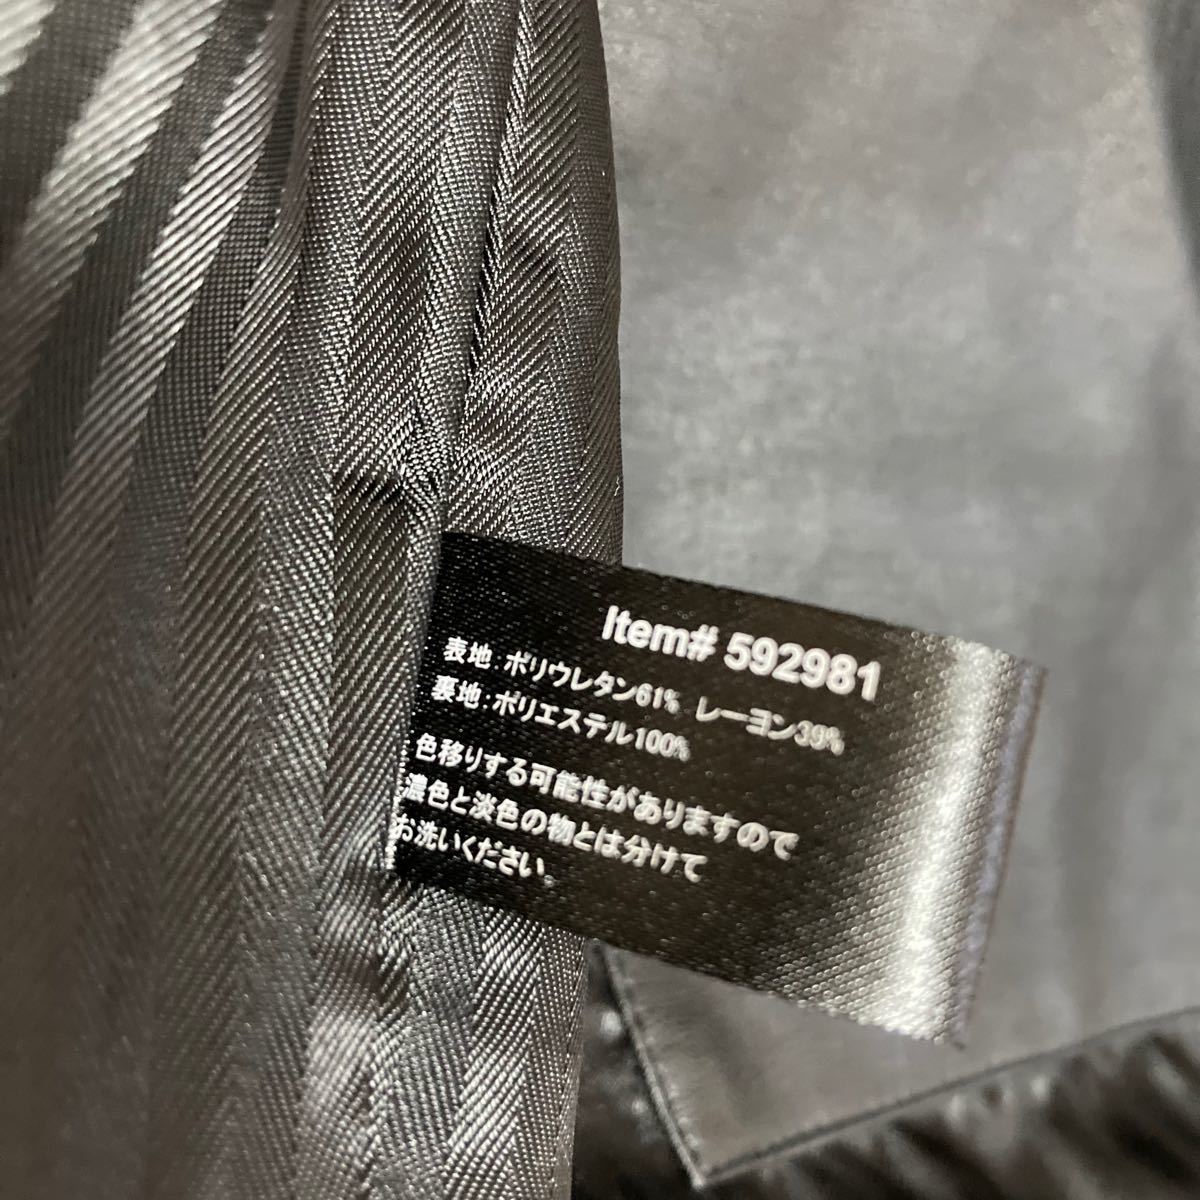 Item# 592981
表地:ポリウレタン61% レーヨン39%
裏地:ポリエステル100%
色移りする可能性がありますので
濃色と淡色の物とは分けて
お洗いください。